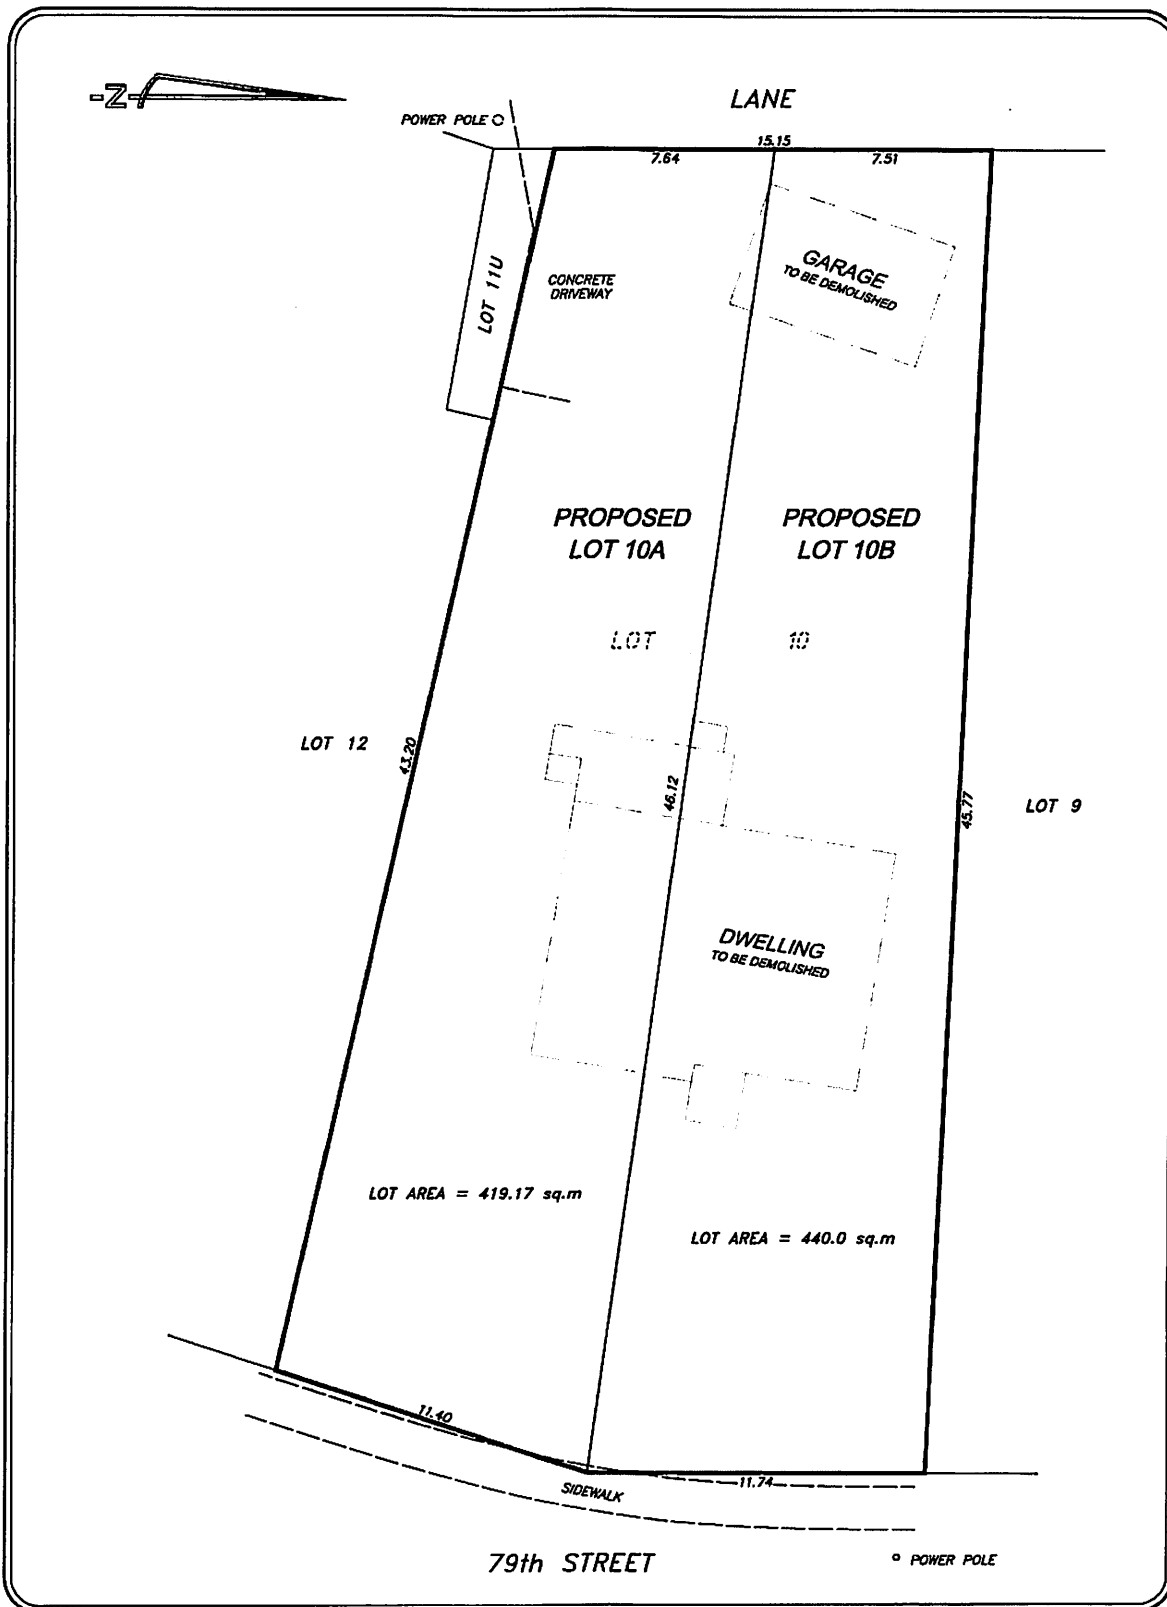 N
LANE
POWER POLE
15.15
7.64
7.51
LOT 11U
CONCRETE
DRIVEWAY
GARAGE
TO BE DEMOLISHED
PROPOSED
LOT 10A
PROPOSED
LOT 10B
LOT 10
LOT 12
43.20
46.12
45.77
LOT 9
DWELLING
TO BE DEMOLISHED
LOT AREA = 419.17 sq.m
LOT AREA = 440.0 sq.m
11.40
11.74
SIDEWALK
79th STREET
POWER POLE